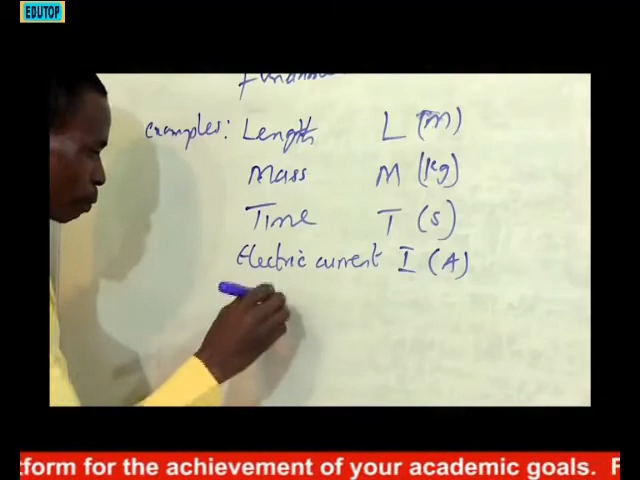 EDUTOP
examples: Length L (m)
Mass M (kg)
Time T (s)
Electric current I (A)
tform for the achievement of your academic goals. F